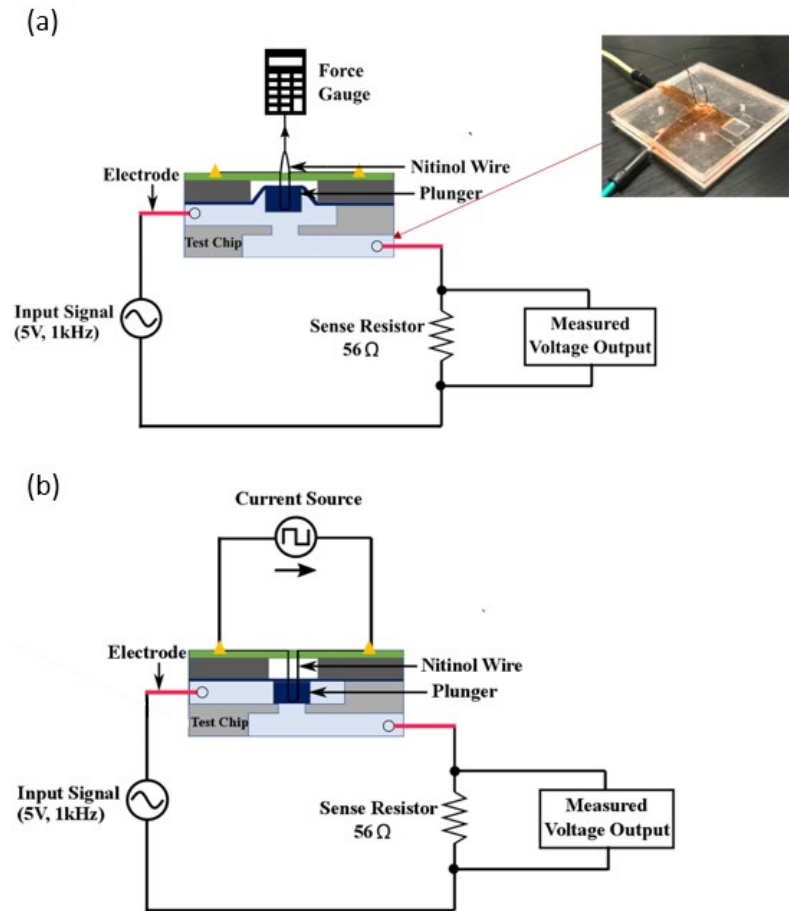 (a)
Force
Gauge
Nitinol Wire
Electrode
Plunger
Test Chip
Input Signal
(5V, 1kHz)
Sense Resistor
56 Ω
Measured
Voltage Output
(b)
Current Source
Electrode
Nitinol Wire
Plunger
Test Chip
Input Signal
(5V, 1kHz)
Sense Resistor
56 Ω
Measured
Voltage Output